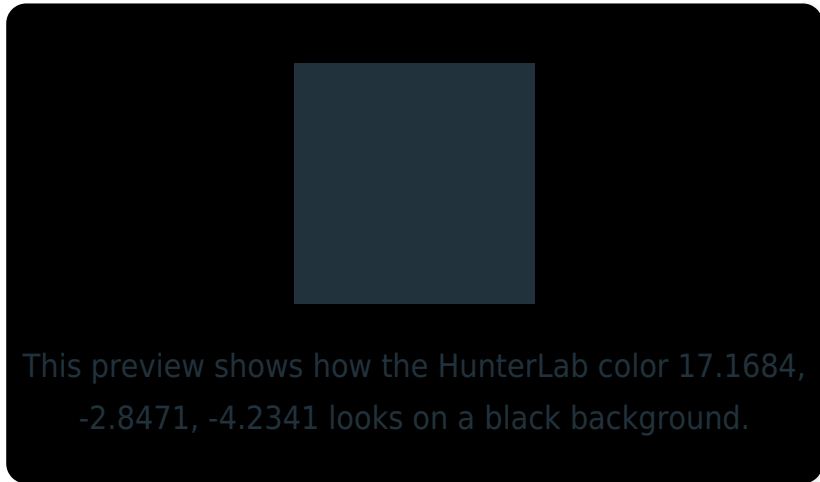 This preview shows how the HunterLab color 17.1684,
-2.8471, -4.2341 looks on a black background.